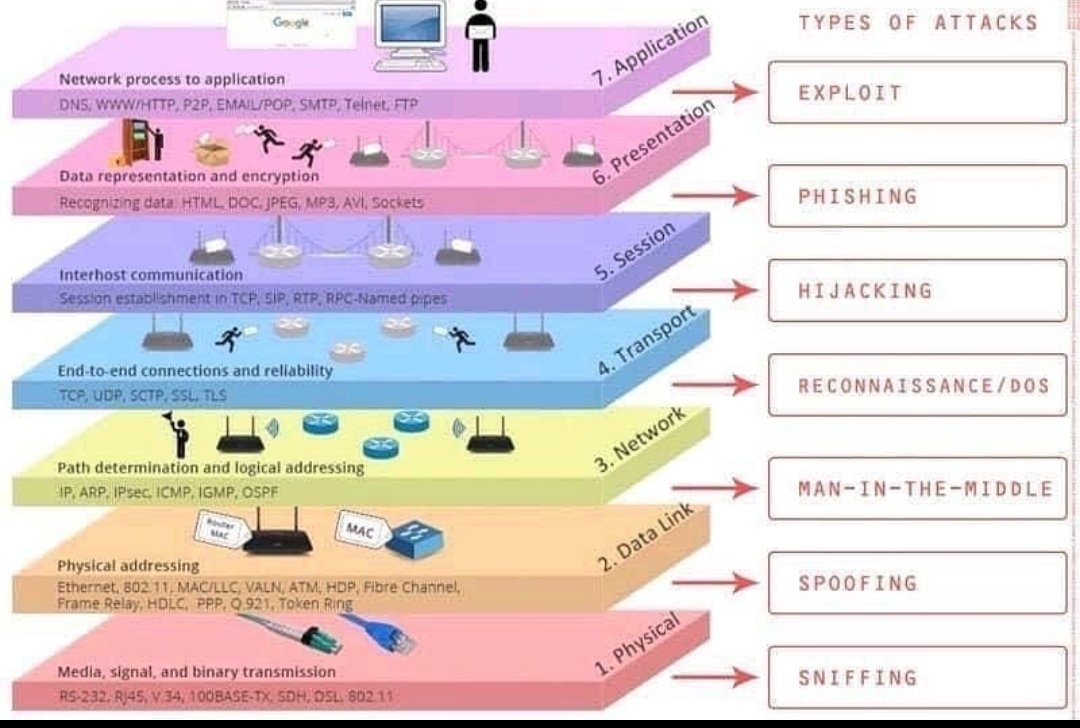 TYPES OF ATTACKS
Google
7. Application
Network process to application
DNS, WWW/HTTP, P2P, EMAIL/POP, SMTP, Telnet, FTP
EXPLOIT
6. Presentation
Data representation and encryption
Recognizing data: HTML, DOC, JPEG, MP3, AVI, Sockets
PHISHING
5. Session
Interhost communication
Session establishment in TCP, SIP, RTP, RPC-Named pipes
HIJACKING
4. Transport
End-to-end connections and reliability
TCP, UDP, SCTP, SSL, TLS
RECONNAISSANCE/DOS
3. Network
Path determination and logical addressing
IP, ARP, IPsec, ICMP, IGMP, OSPF
MAN-IN-THE-MIDDLE
2. Data Link
Router
MAC
MAC
Physical addressing
Ethernet, 802.11, MAC/LLC, VALN, ATM, HDP, Fibre Channel,
Frame Relay, HDLC, PPP, Q.921, Token Ring
SPOOFING
1. Physical
Media, signal, and binary transmission
RS-232, RJ45, V.34, 100BASE-TX, SDH, DSL, 802.11
SNIFFING